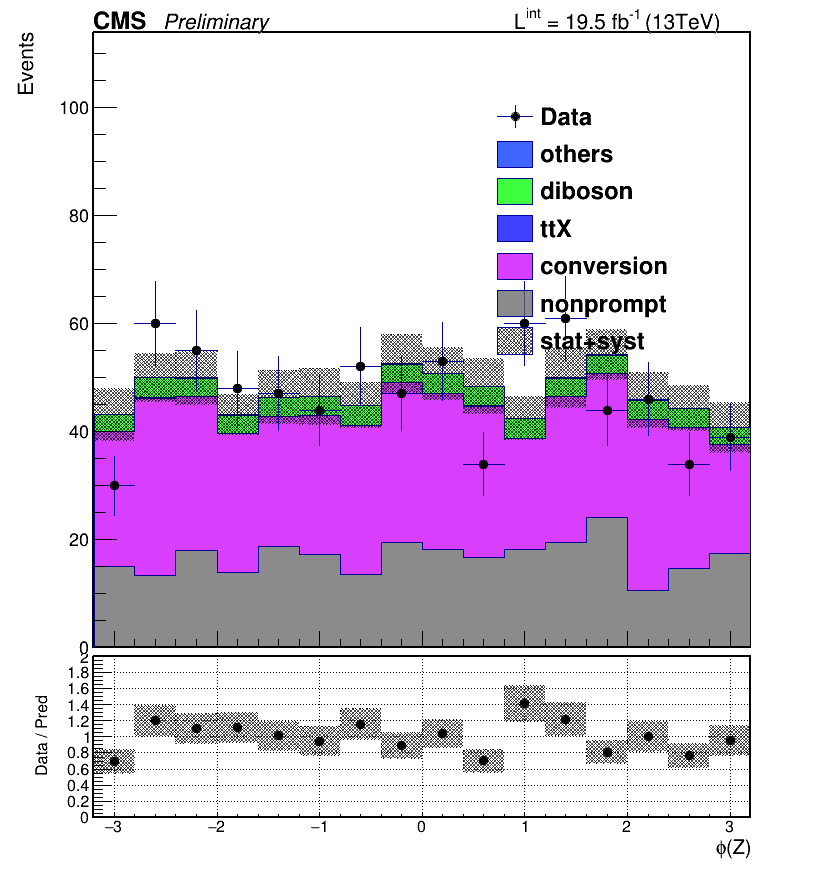 CMS Preliminary L^int = 19.5 fb^-1 (13TeV)
Events
100
80
60
40
20
0
Data
others
diboson
ttX
conversion
nonprompt
stat+syst
Data / Pred
2
1.8
1.6
1.4
1.2
1
0.8
0.6
0.4
0.2
0
−3 −2 −1 0 1 2 3
ϕ(Z)